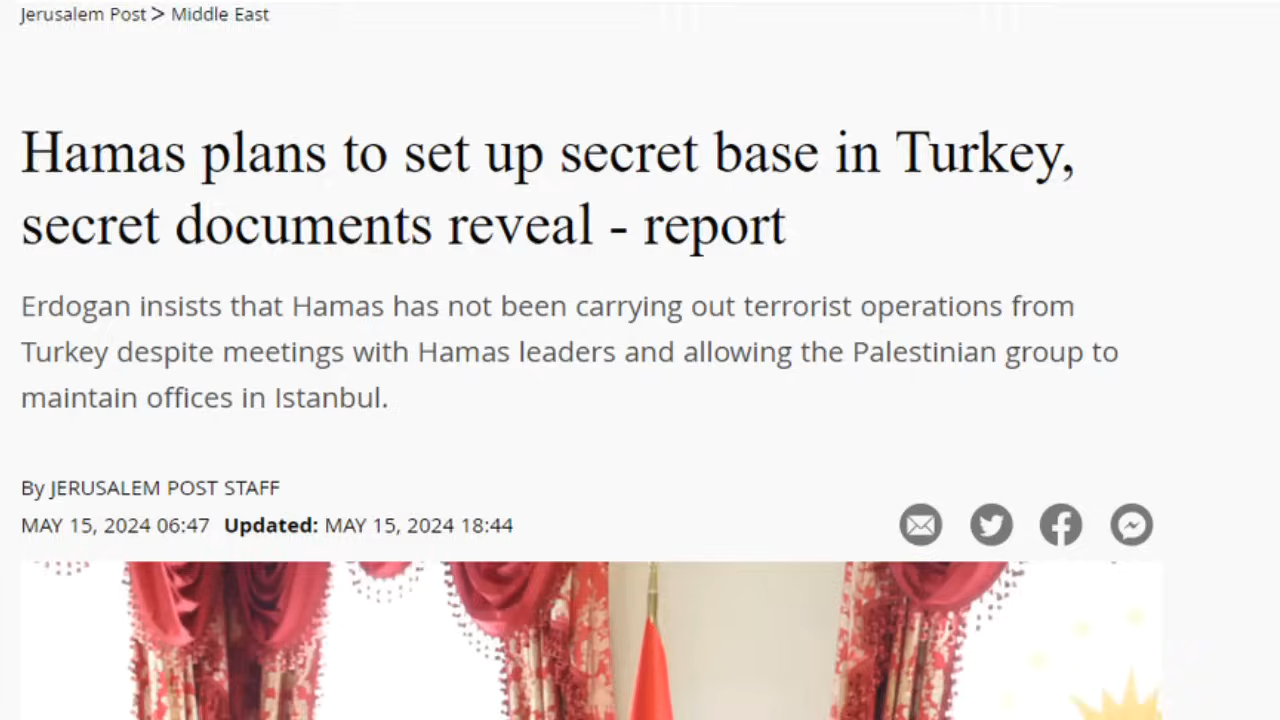 Jerusalem Post > Middle East
Hamas plans to set up secret base in Turkey,
secret documents reveal - report
Erdogan insists that Hamas has not been carrying out terrorist operations from
Turkey despite meetings with Hamas leaders and allowing the Palestinian group to
maintain offices in Istanbul.
By JERUSALEM POST STAFF
MAY 15, 2024 06:47 Updated: MAY 15, 2024 18:44